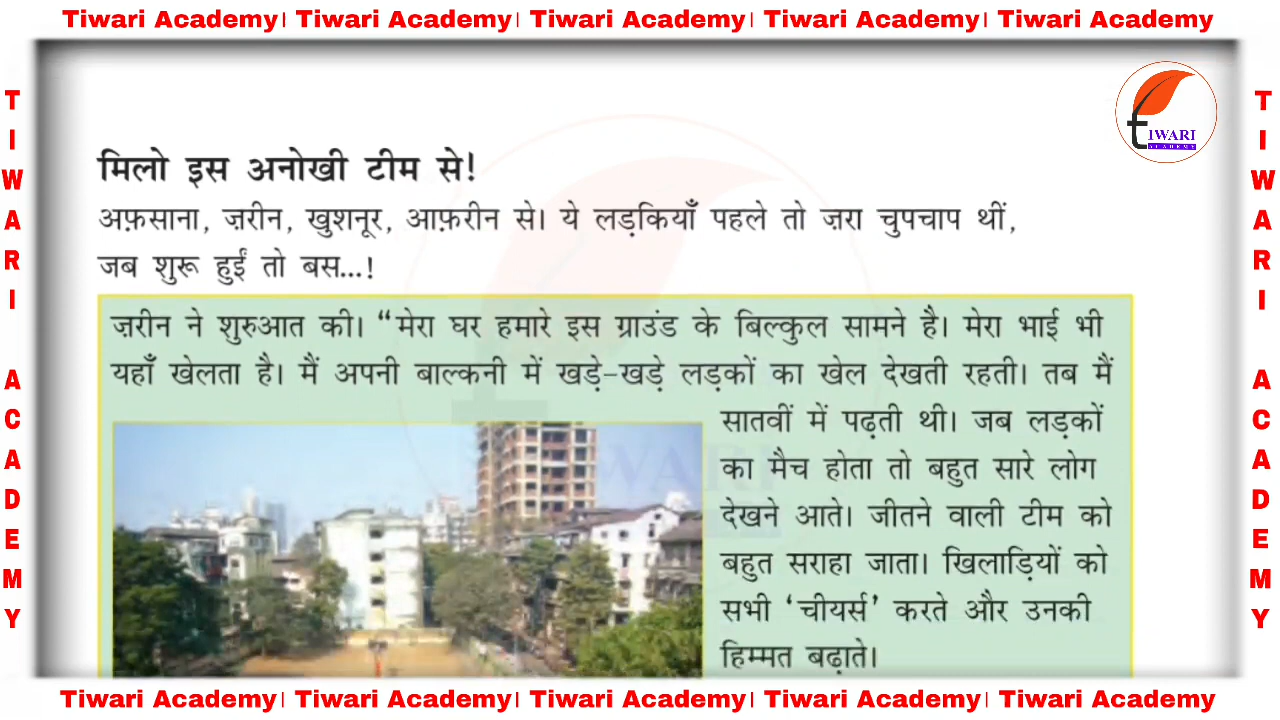 Tiwari Academy। Tiwari Academy। Tiwari Academy। Tiwari Academy। Tiwari Academy
TIWARI ACADEMY
TIWARI ACADEMY
tIWARI
ACADEMY
मिलो इस अनोखी टीम से!
अफ़साना, ज़रीन, खुशनूर, आफ़रीन से। ये लड़कियाँ पहले तो ज़रा चुपचाप थीं,
जब शुरू हुईं तो बस...!
ज़रीन ने शुरुआत की। “मेरा घर हमारे इस ग्राउंड के बिल्कुल सामने है। मेरा भाई भी
यहाँ खेलता है। मैं अपनी बाल्कनी में खड़े-खड़े लड़कों का खेल देखती रहती। तब मैं
सातवीं में पढ़ती थी। जब लड़कों
का मैच होता तो बहुत सारे लोग
देखने आते। जीतने वाली टीम को
बहुत सराहा जाता। खिलाड़ियों को
सभी ‘चीयर्स’ करते और उनकी
हिम्मत बढ़ाते।
Tiwari Academy। Tiwari Academy। Tiwari Academy। Tiwari Academy। Tiwari Academy